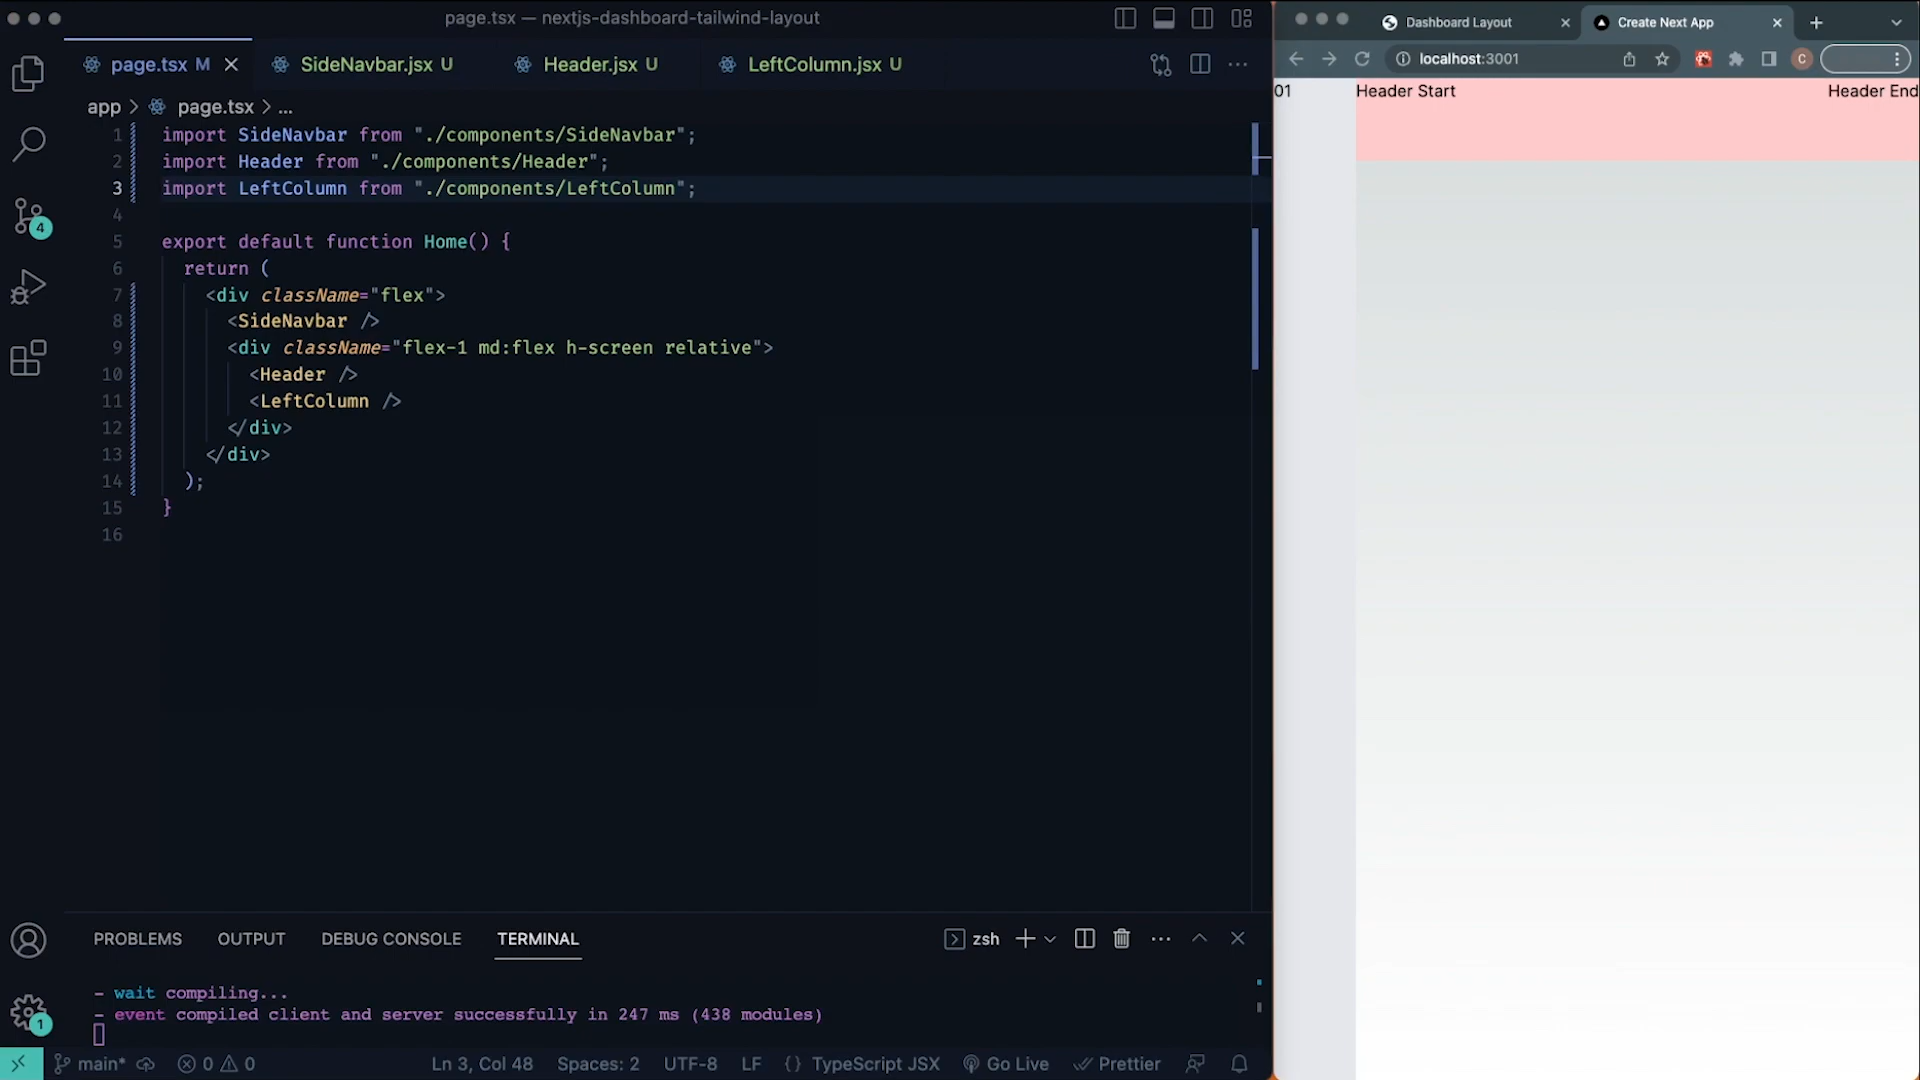 page.tsx — nextjs-dashboard-tailwind-layout
page.tsx M
SideNavbar.jsx U
Header.jsx U
LeftColumn.jsx U
app > page.tsx > ...
1 import SideNavbar from "./components/SideNavbar";
2 import Header from "./components/Header";
3 import LeftColumn from "./components/LeftColumn";
4
5 export default function Home() {
6 return (
7 <div className="flex">
8 <SideNavbar />
9 <div className="flex-1 md:flex h-screen relative">
10 <Header />
11 <LeftColumn />
12 </div>
13 </div>
14 );
15 }
16
4
1
PROBLEMS OUTPUT DEBUG CONSOLE TERMINAL
zsh
- wait compiling...
- event compiled client and server successfully in 247 ms (438 modules)
main* 0 0 Ln 3, Col 48 Spaces: 2 UTF-8 LF {} TypeScript JSX Go Live Prettier
Dashboard Layout
Create Next App
localhost:3001
C
01
Header Start
Header End